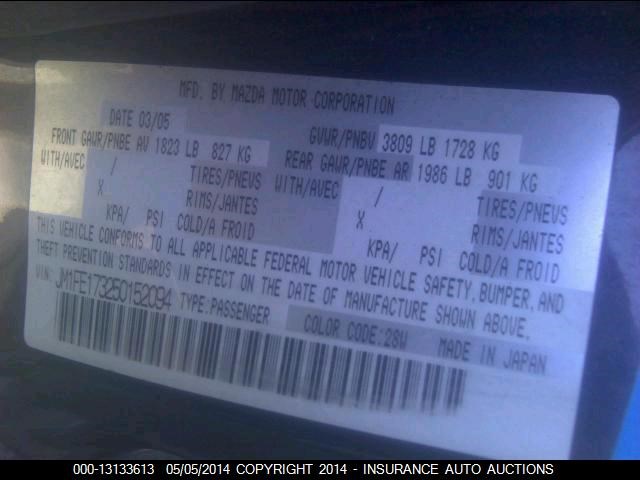 MFD. BY MAZDA MOTOR CORPORATION
DATE 03/05
GVWR/PNBV 3809 LB 1728 KG
FRONT GAWR/PNBE AV 1823 LB 827 KG
REAR GAWR/PNBE AR 1986 LB 901 KG
WITH/AVEC / TIRES/PNEUS
WITH/AVEC / TIRES/PNEUS
X RIMS/JANTES
X RIMS/JANTES
KPA/ PSI COLD/A FROID
KPA/ PSI COLD/A FROID
THIS VEHICLE CONFORMS TO ALL APPLICABLE FEDERAL MOTOR VEHICLE SAFETY, BUMPER, AND
THEFT PREVENTION STANDARDS IN EFFECT ON THE DATE OF MANUFACTURE SHOWN ABOVE.
VIN: JM1FE173250152094 TYPE:PASSENGER
COLOR CODE:28W MADE IN JAPAN
000-13133613 05/05/2014 COPYRIGHT 2014 - INSURANCE AUTO AUCTIONS